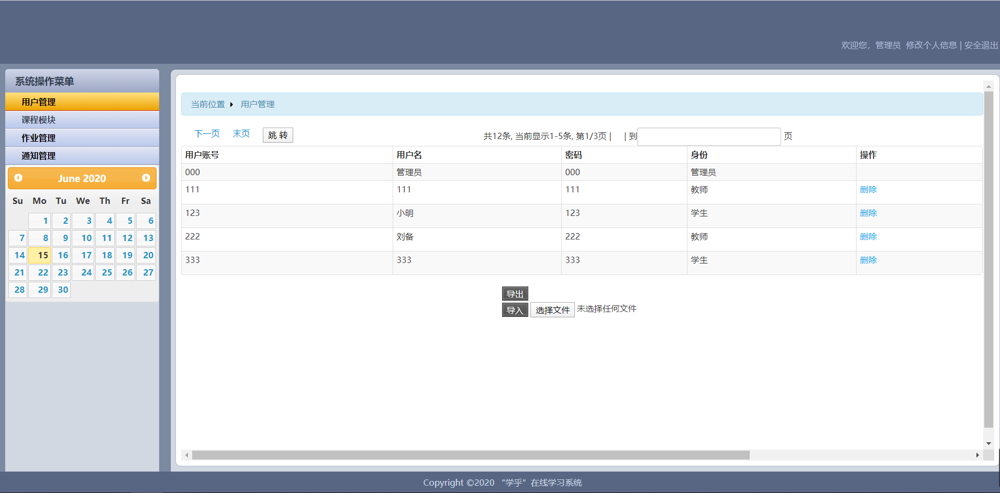 欢迎您，管理员 修改个人信息 | 安全退出
系统操作菜单
用户管理
课程模块
作业管理
通知管理
June 2020
Su Mo Tu We Th Fr Sa
1 2 3 4 5 6
7 8 9 10 11 12 13
14 15 16 17 18 19 20
21 22 23 24 25 26 27
28 29 30
当前位置 用户管理
下一页 末页 跳 转 共12条, 当前显示1-5条, 第1/3页 | | 到 页
用户账号 用户名 密码 身份 操作
000 管理员 000 管理员
111 111 111 教师 删除
123 小明 123 学生 删除
222 刘备 222 教师 删除
333 333 333 学生 删除
导出
导入 选择文件 未选择任何文件
Copyright ©2020 “学乎”在线学习系统